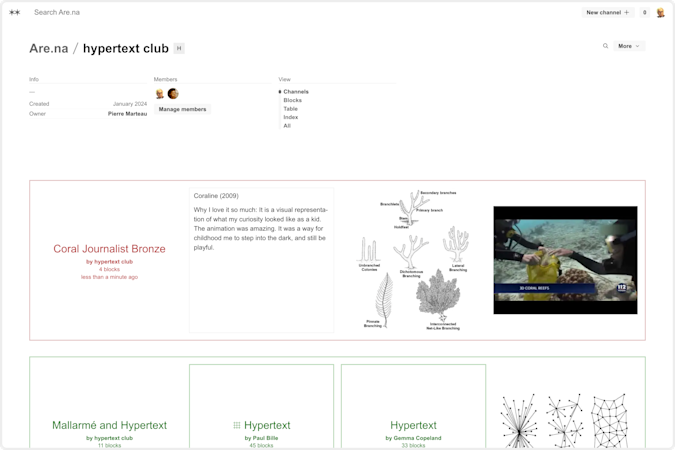 ** Search Are.na New channel + 0
Are.na / hypertext club H
More
Info
—
Created January 2024
Owner Pierre Marteau
Members
Manage members
View
Channels
Blocks
Table
Index
All
Coral Journalist Bronze
by hypertext club
4 blocks
less than a minute ago
Coraline (2009)
Why I love it so much: It is a visual representa-
tion of what my curiosity looked like as a kid.
The animation was amazing. It was a way for
childhood me to step into the dark, and still be
playful.
Secondary branches
Branchlets
Primary branch
Stem
Holdfast
Unbranched
Colonies
Dichotomous
Branching
Lateral
Branching
Pinnate
Branching
Interconnected
Net-Like Branching
3D CORAL REEFS
112
Mallarmé and Hypertext
by hypertext club
11 blocks
Hypertext
by Paul Bille
45 blocks
Hypertext
by Gemma Copeland
33 blocks